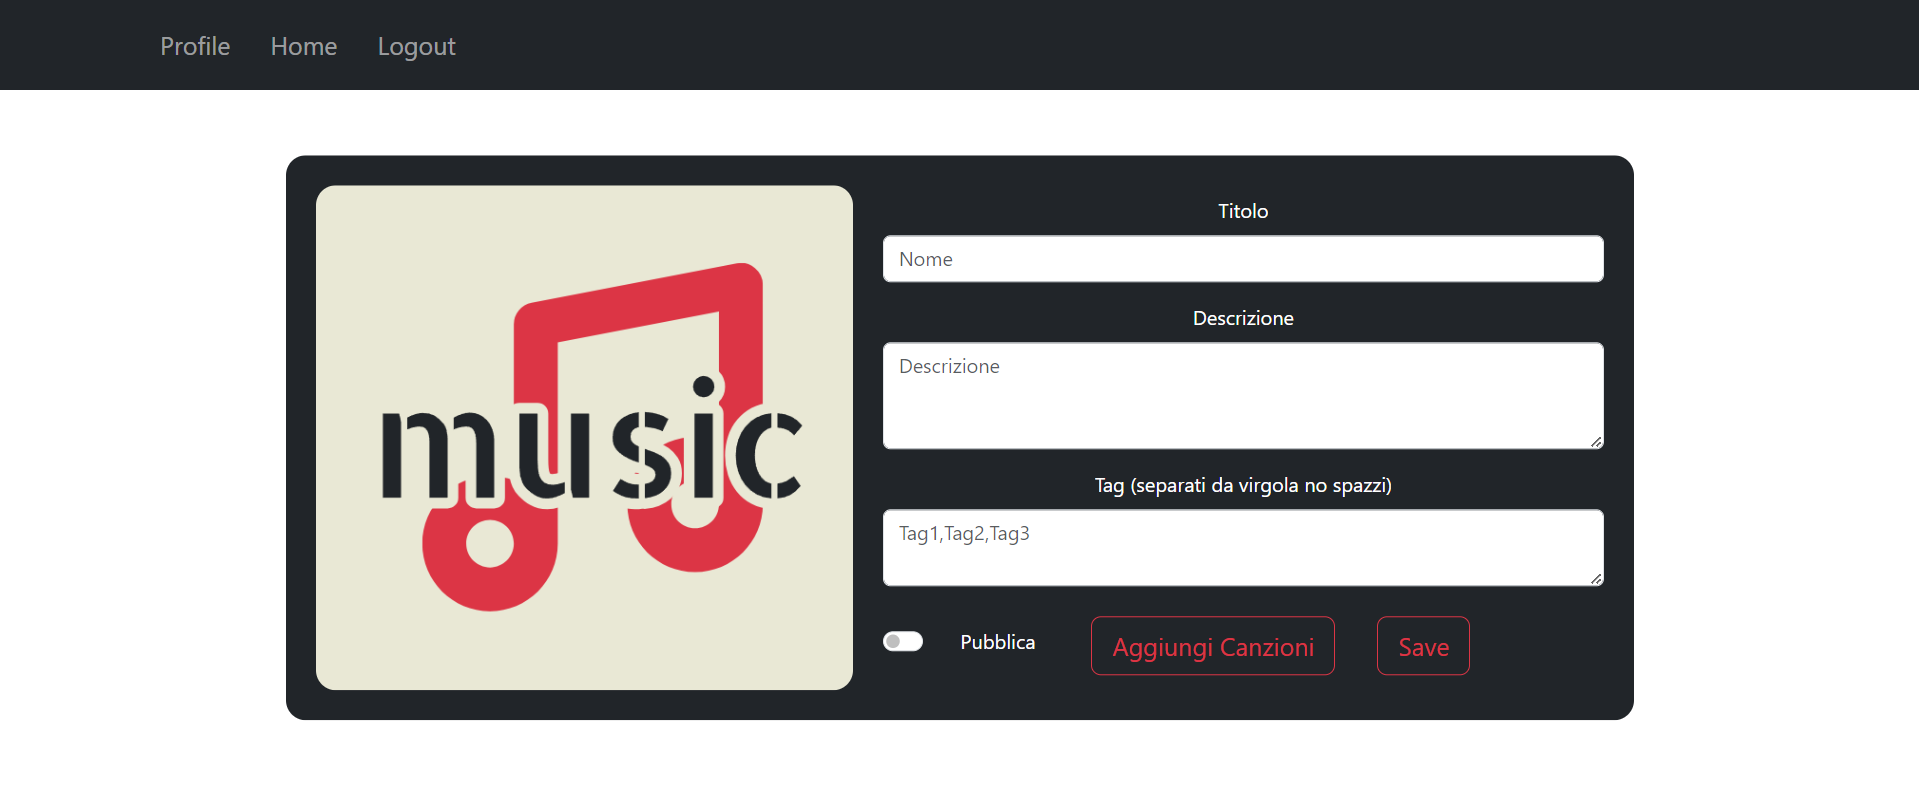 Profile Home Logout
music
Titolo
Nome
Descrizione
Descrizione
Tag (separati da virgola no spazzi)
Tag1,Tag2,Tag3
Pubblica Aggiungi Canzioni Save